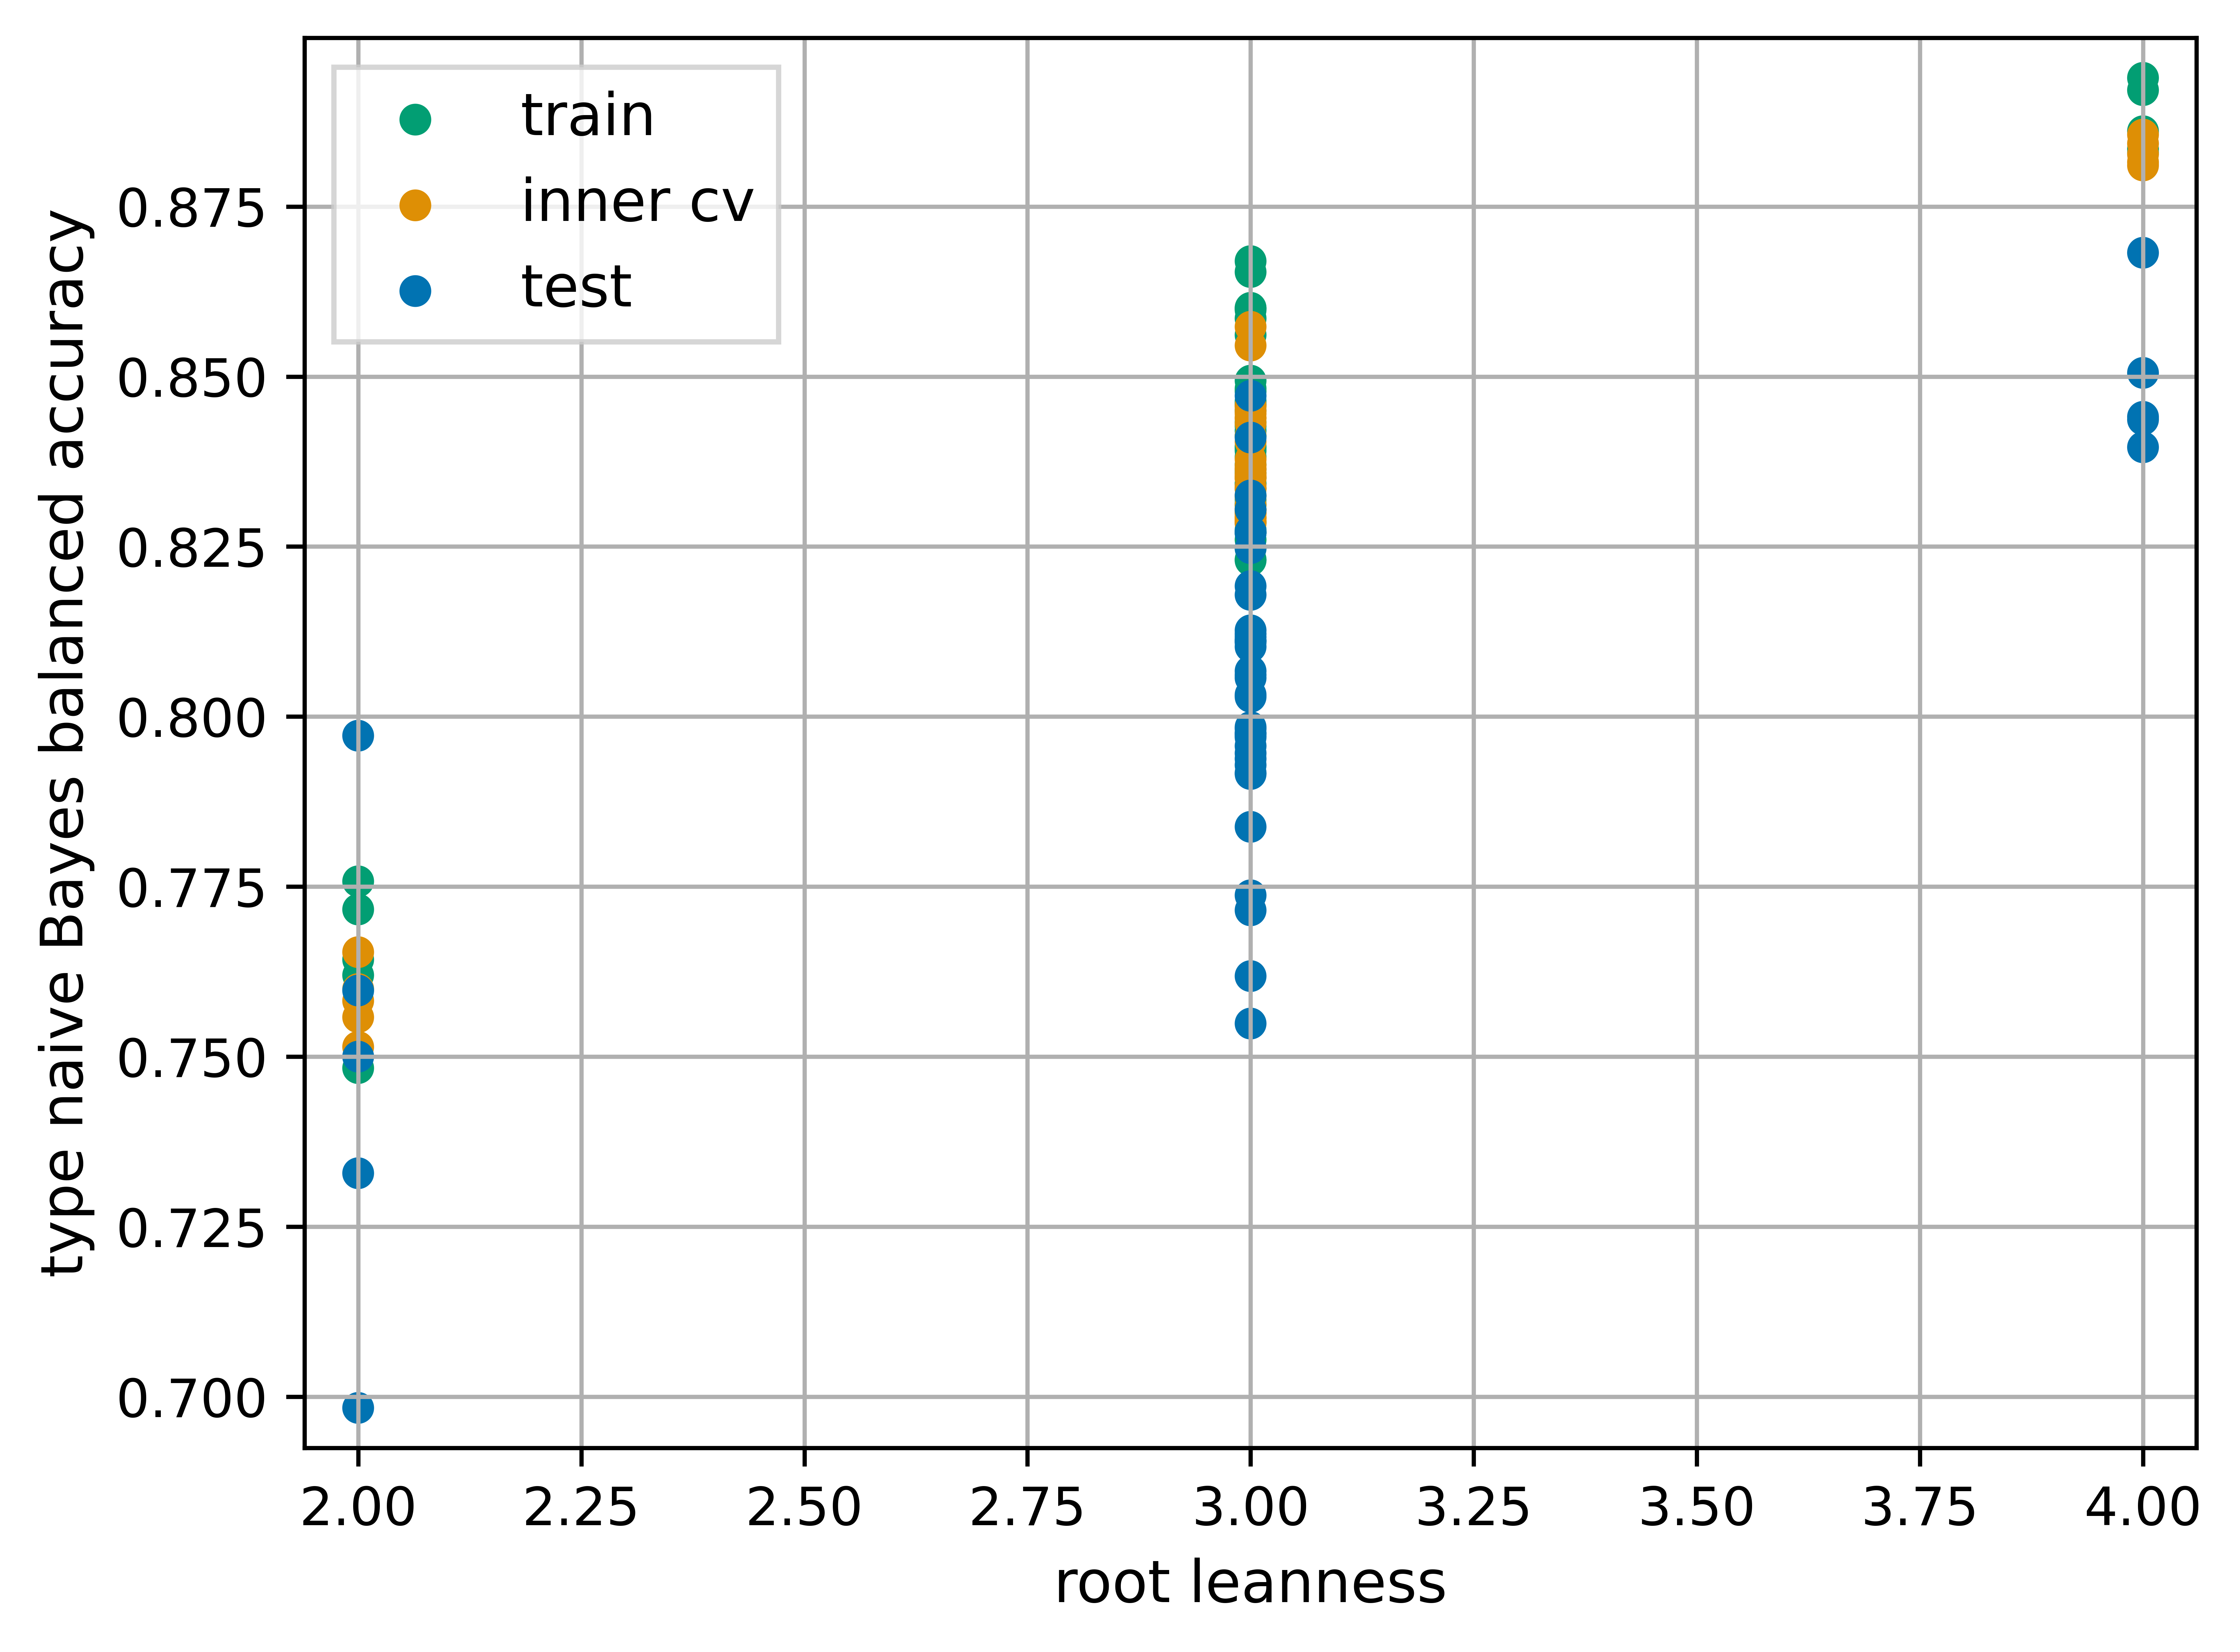 train
inner cv
test
type naive Bayes balanced accuracy
0.875
0.850
0.825
0.800
0.775
0.750
0.725
0.700
2.00 2.25 2.50 2.75 3.00 3.25 3.50 3.75 4.00
root leanness